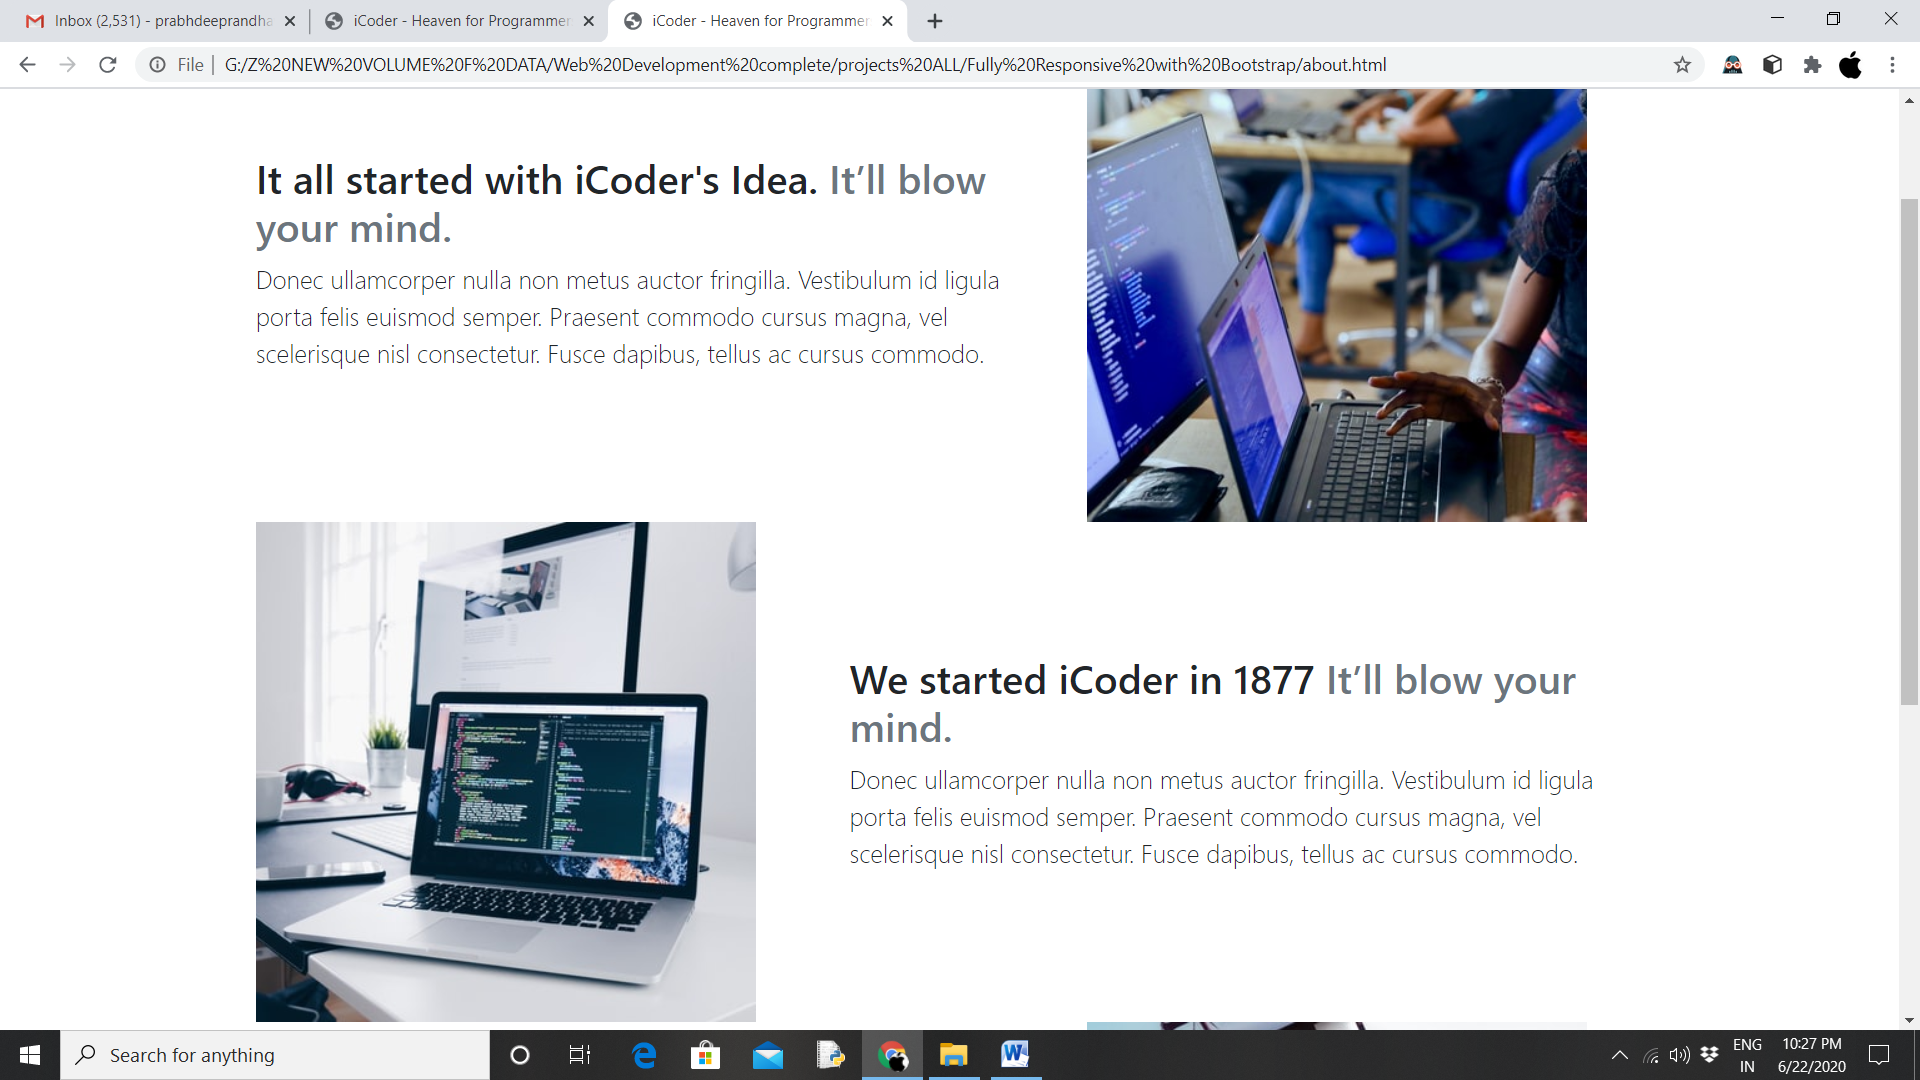 Inbox (2,531) - prabhdeeprandha
iCoder - Heaven for Programmer
iCoder - Heaven for Programmer
File
G:/Z%20NEW%20VOLUME%20F%20DATA/Web%20Development%20complete/projects%20ALL/Fully%20Responsive%20with%20Bootstrap/about.html
It all started with iCoder's Idea. It’ll blow
your mind.
Donec ullamcorper nulla non metus auctor fringilla. Vestibulum id ligula
porta felis euismod semper. Praesent commodo cursus magna, vel
scelerisque nisl consectetur. Fusce dapibus, tellus ac cursus commodo.
We started iCoder in 1877 It’ll blow your
mind.
Donec ullamcorper nulla non metus auctor fringilla. Vestibulum id ligula
porta felis euismod semper. Praesent commodo cursus magna, vel
scelerisque nisl consectetur. Fusce dapibus, tellus ac cursus commodo.
Search for anything
ENG
IN
10:27 PM
6/22/2020